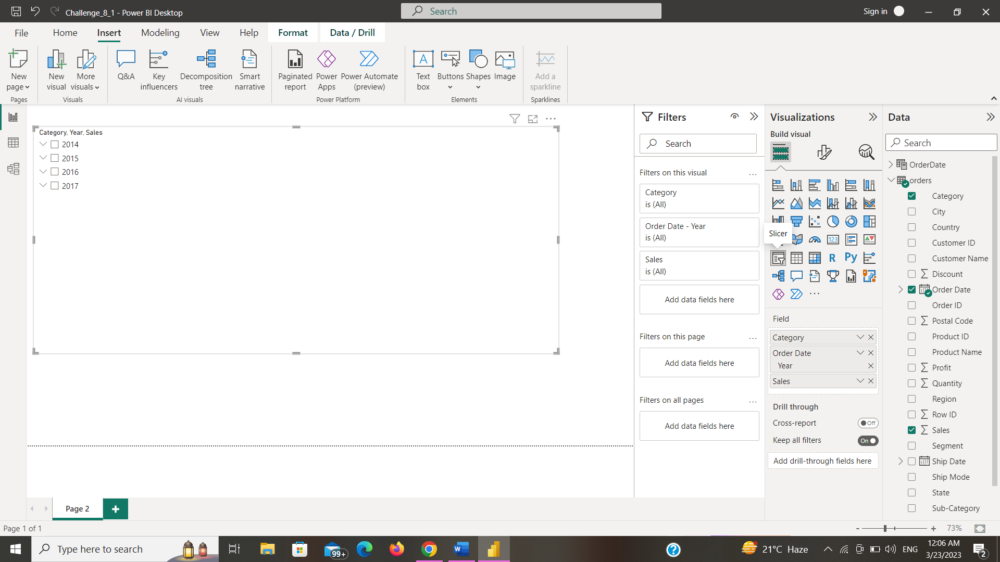 Challenge_8_1 - Power BI Desktop
Search
Sign in
File
Home
Insert
Modeling
View
Help
Format
Data / Drill
New page
Pages
New visual
More visuals
Visuals
Q&A
Key influencers
Decomposition tree
Smart narrative
AI visuals
Paginated report
Power Apps
Power Automate (preview)
Power Platform
Text box
Buttons
Shapes
Image
Elements
Add a sparkline
Sparklines
Category, Year, Sales
2014
2015
2016
2017
Filters
Search
Filters on this visual
Category
is (All)
Order Date - Year
is (All)
Sales
is (All)
Add data fields here
Filters on this page
Add data fields here
Filters on all pages
Add data fields here
Visualizations
Build visual
Slicer
123
R
Py
Field
Category
Order Date
Year
Sales
Drill through
Cross-report
Off
Keep all filters
On
Add drill-through fields here
Data
Search
OrderDate
orders
Category
City
Country
Customer ID
Customer Name
Discount
Order Date
Order ID
Postal Code
Product ID
Product Name
Profit
Quantity
Region
Row ID
Sales
Segment
Ship Date
Ship Mode
State
Sub-Category
Page 2
Page 1 of 1
73%
Type here to search
99+
21°C Haze
ENG
12:06 AM
3/23/2023
2